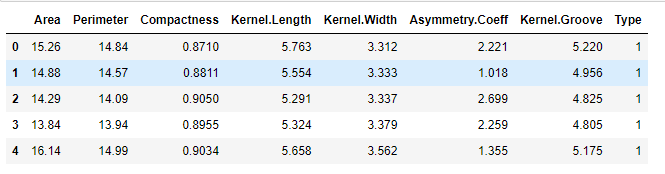 Area Perimeter Compactness Kernel.Length Kernel.Width Asymmetry.Coeff Kernel.Groove Type
0 15.26 14.84 0.8710 5.763 3.312 2.221 5.220 1
1 14.88 14.57 0.8811 5.554 3.333 1.018 4.956 1
2 14.29 14.09 0.9050 5.291 3.337 2.699 4.825 1
3 13.84 13.94 0.8955 5.324 3.379 2.259 4.805 1
4 16.14 14.99 0.9034 5.658 3.562 1.355 5.175 1